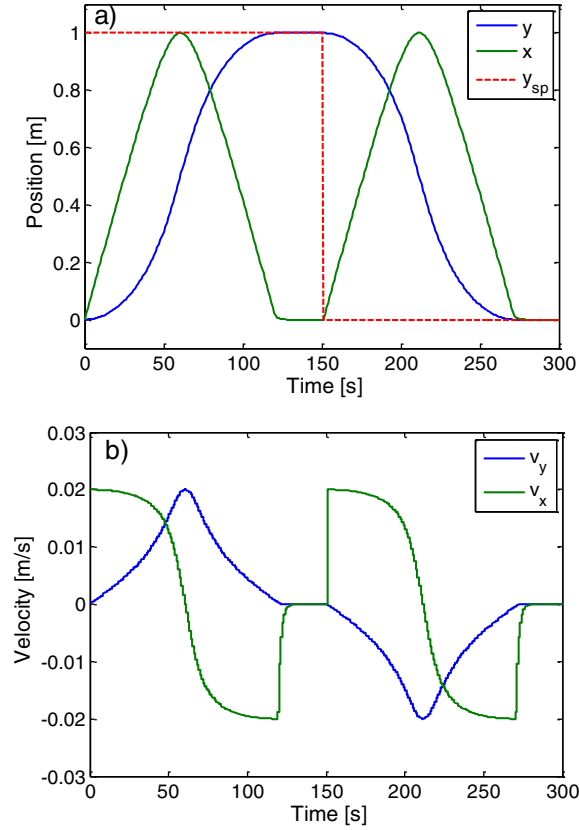 a)
y
x
y_sp
1
0.8
0.6
0.4
0.2
0
Position [m]
0 50 100 150 200 250 300
Time [s]
b)
v_y
v_x
0.03
0.02
0.01
0
-0.01
-0.02
-0.03
Velocity [m/s]
0 50 100 150 200 250 300
Time [s]